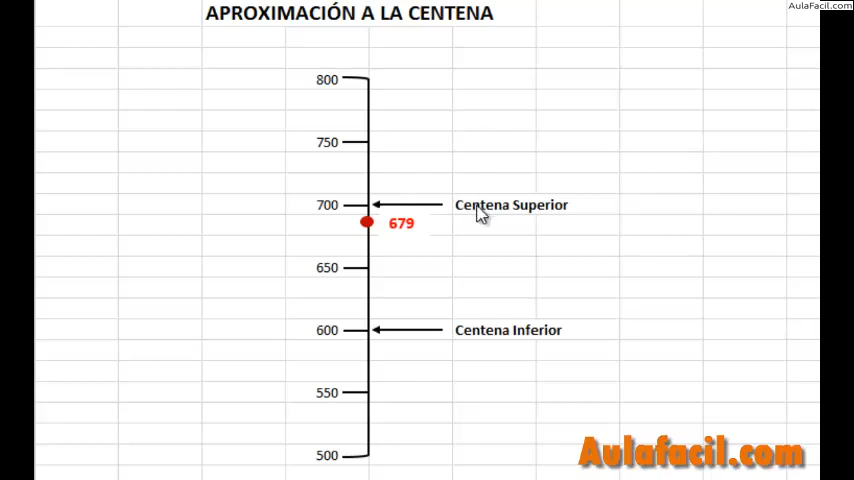 AulaFacil.com
APROXIMACIÓN A LA CENTENA
800
750
700 Centena Superior
679
650
600 Centena Inferior
550
500
Aulafacil.com